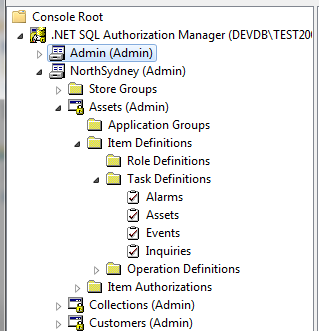 Console Root
.NET SQL Authorization Manager (DEVDB\TEST20
Admin (Admin)
NorthSydney (Admin)
Store Groups
Assets (Admin)
Application Groups
Item Definitions
Role Definitions
Task Definitions
Alarms
Assets
Events
Inquiries
Operation Definitions
Item Authorizations
Collections (Admin)
Customers (Admin)